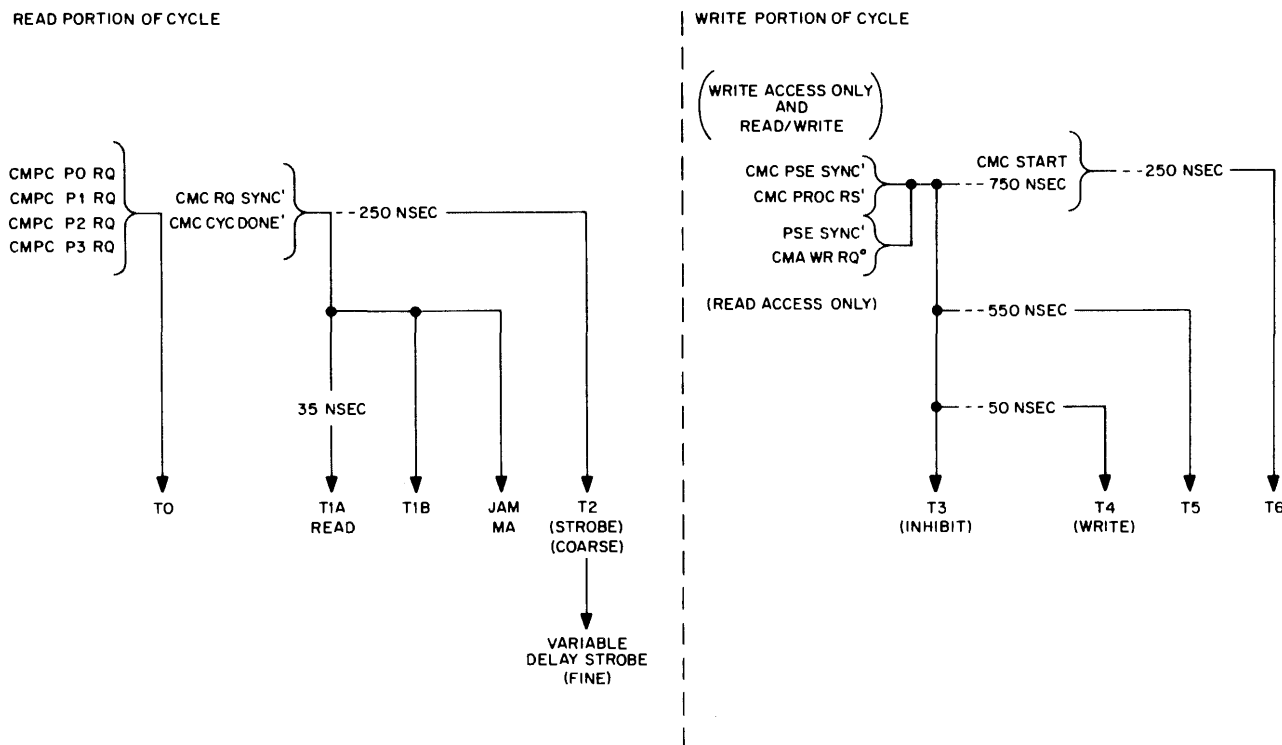 READ PORTION OF CYCLE
CMPC P0 RQ
CMPC P1 RQ
CMPC P2 RQ
CMPC P3 RQ
CMC RQ SYNC'
CMC CYC DONE'
250 NSEC
35 NSEC
T0
T1A
READ
T1B
JAM
MA
T2
(STROBE)
(COARSE)
VARIABLE
DELAY STROBE
(FINE)
WRITE PORTION OF CYCLE
(WRITE ACCESS ONLY
AND
READ/WRITE)
CMC PSE SYNC'
CMC PROC RS'
PSE SYNC'
CMA WR RQ°
(READ ACCESS ONLY)
CMC START
750 NSEC
250 NSEC
550 NSEC
50 NSEC
T3
(INHIBIT)
T4
(WRITE)
T5
T6